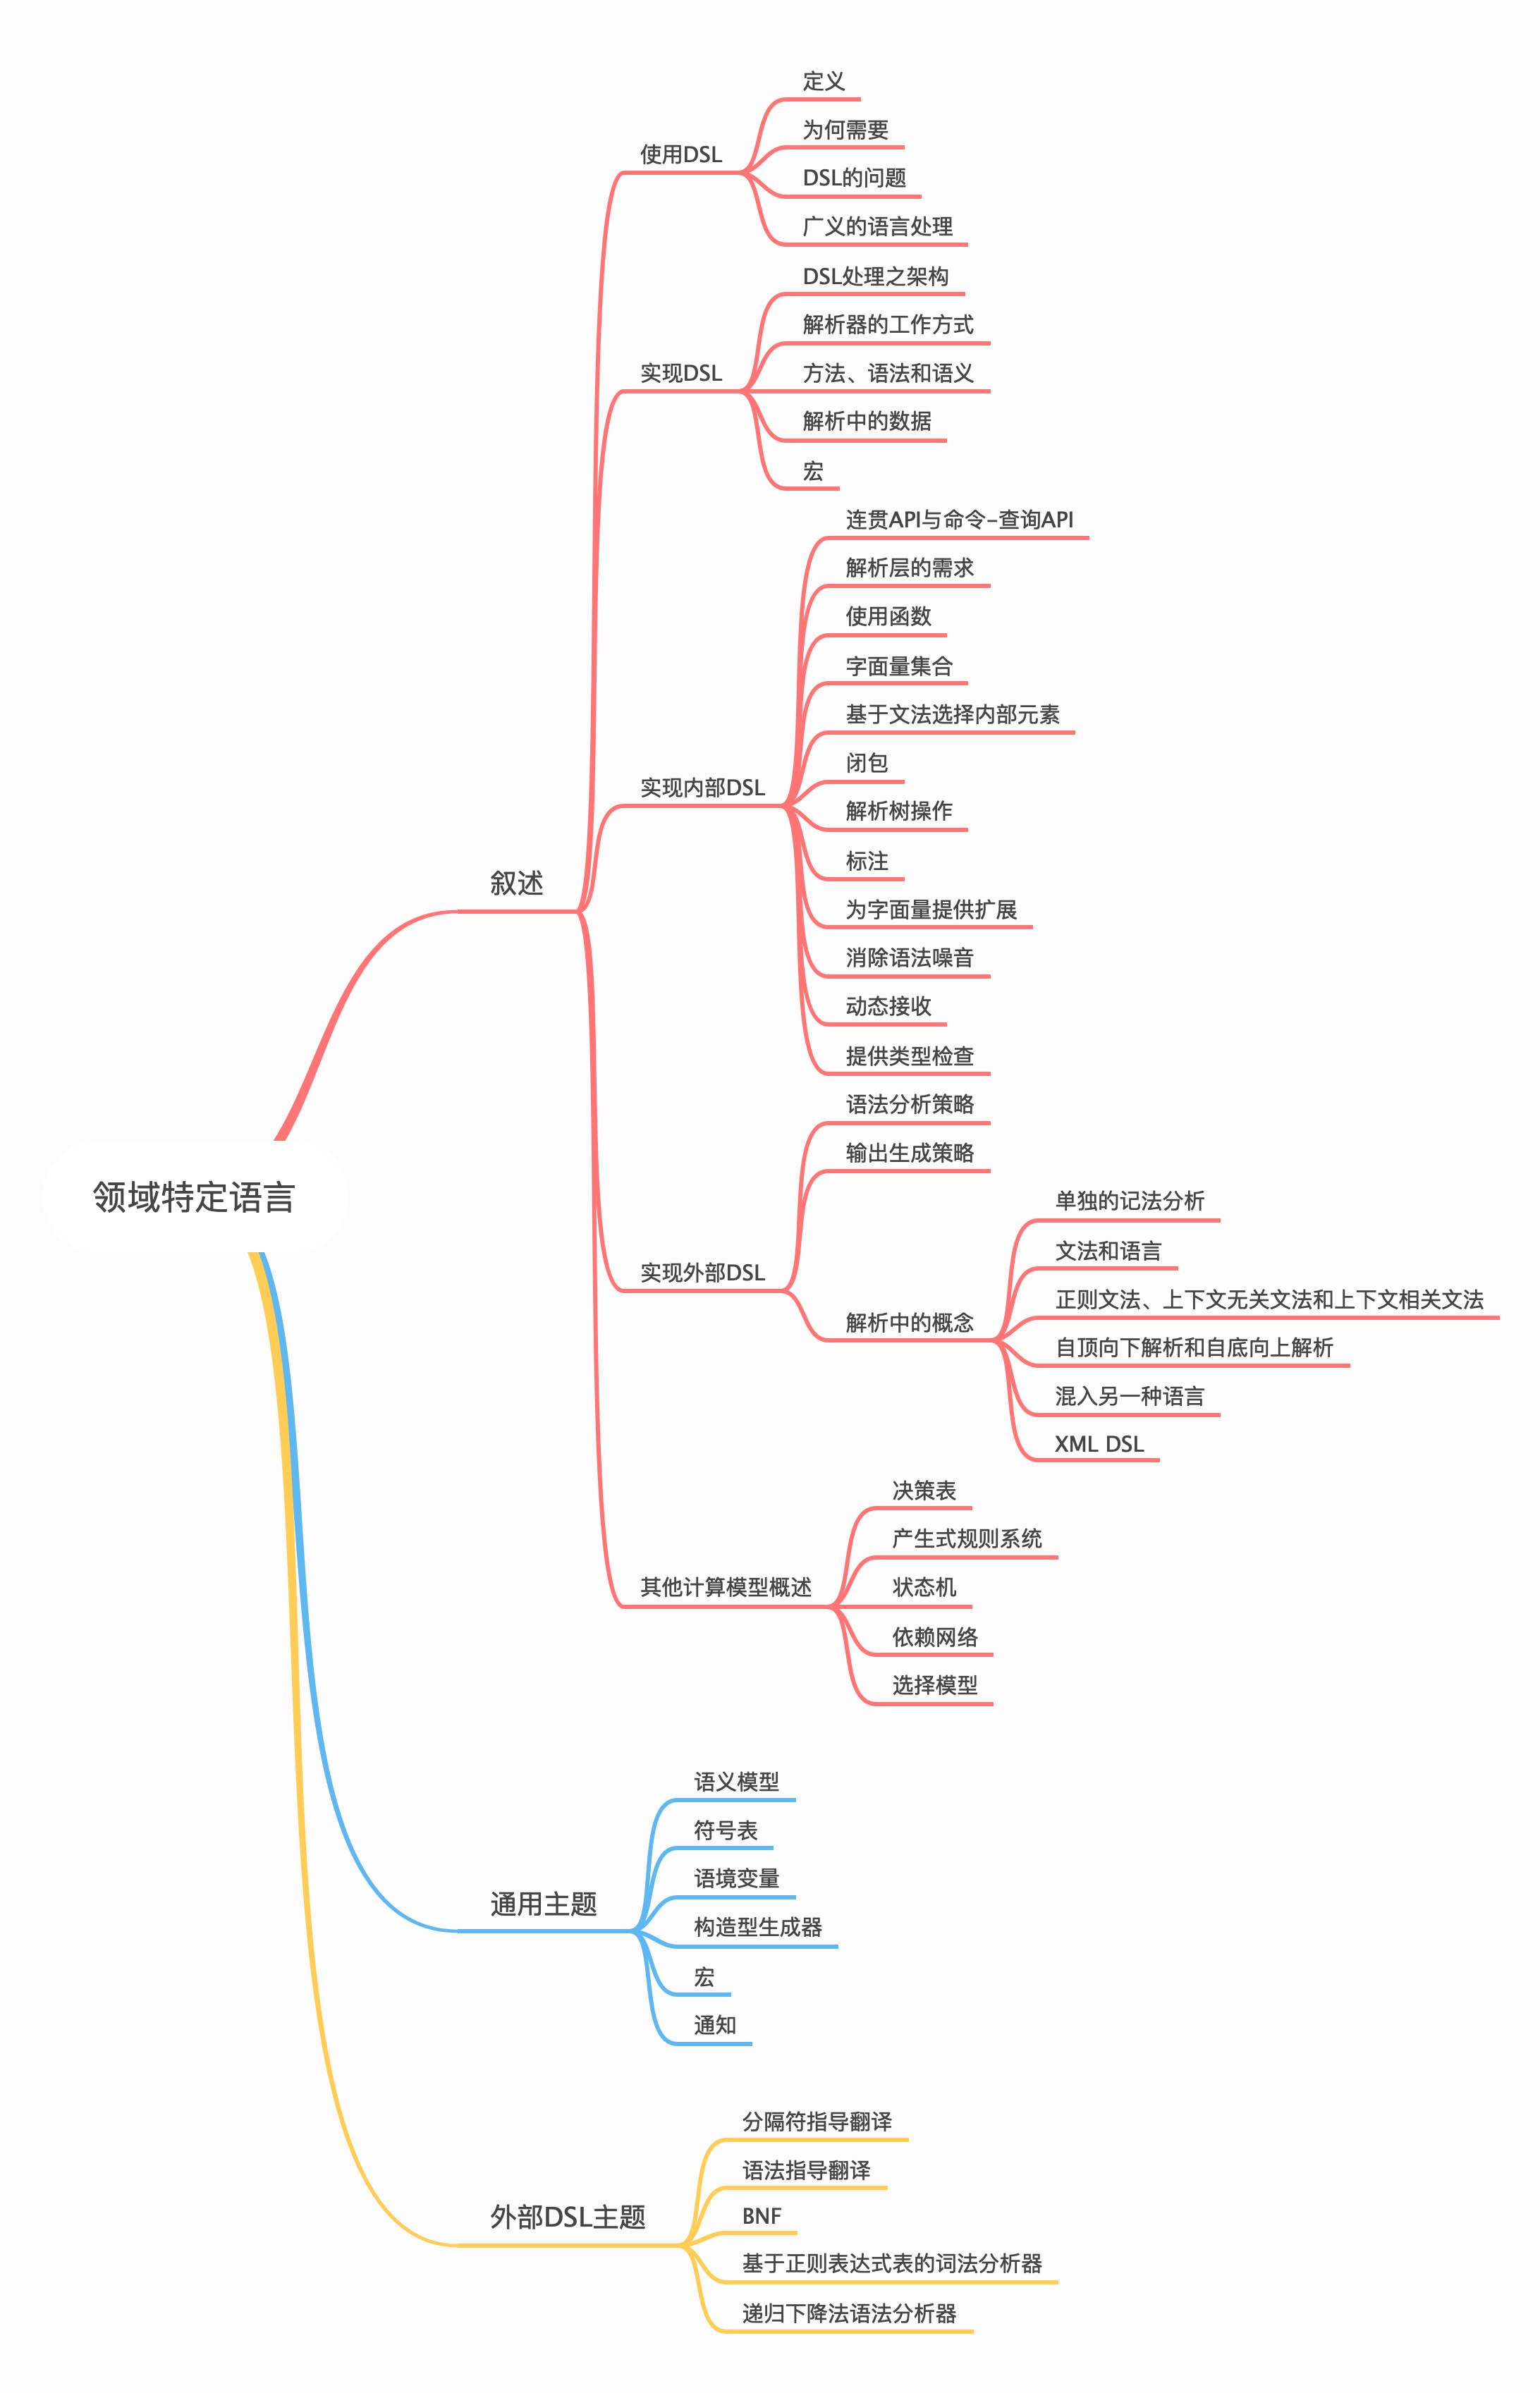 领域特定语言
叙述
使用DSL
定义
为何需要
DSL的问题
广义的语言处理
实现DSL
DSL处理之架构
解析器的工作方式
方法、语法和语义
解析中的数据
宏
实现内部DSL
连贯API与命令-查询API
解析层的需求
使用函数
字面量集合
基于文法选择内部元素
闭包
解析树操作
标注
为字面量提供扩展
消除语法噪音
动态接收
提供类型检查
实现外部DSL
语法分析策略
输出生成策略
解析中的概念
单独的记法分析
文法和语言
正则文法、上下文无关文法和上下文相关文法
自顶向下解析和自底向上解析
混入另一种语言
XML DSL
其他计算模型概述
决策表
产生式规则系统
状态机
依赖网络
选择模型
通用主题
语义模型
符号表
语境变量
构造型生成器
宏
通知
外部DSL主题
分隔符指导翻译
语法指导翻译
BNF
基于正则表达式表的词法分析器
递归下降法语法分析器